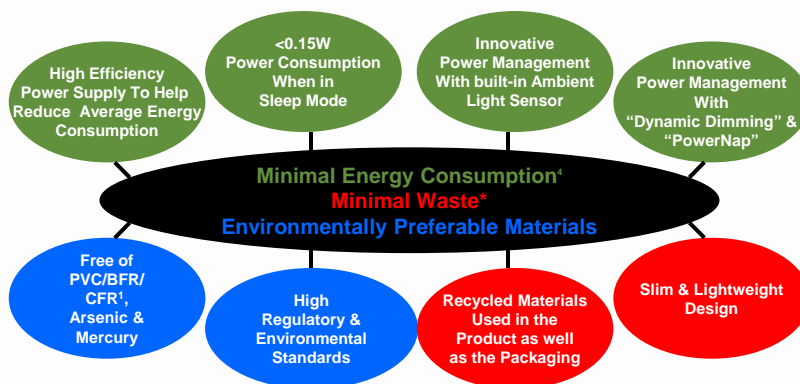 High Efficiency
Power Supply To Help
Reduce Average Energy
Consumption
<0.15W
Power Consumption
When in
Sleep Mode
Innovative
Power Management
With built-in Ambient
Light Sensor
Innovative
Power Management
With
“Dynamic Dimming” &
“PowerNap”
Minimal Energy Consumption⁴
Minimal Waste*
Environmentally Preferable Materials
Free of
PVC/BFR/
CFR¹,
Arsenic &
Mercury
High
Regulatory &
Environmental
Standards
Recycled Materials
Used in the
Product as well
as the Packaging
Slim & Lightweight
Design